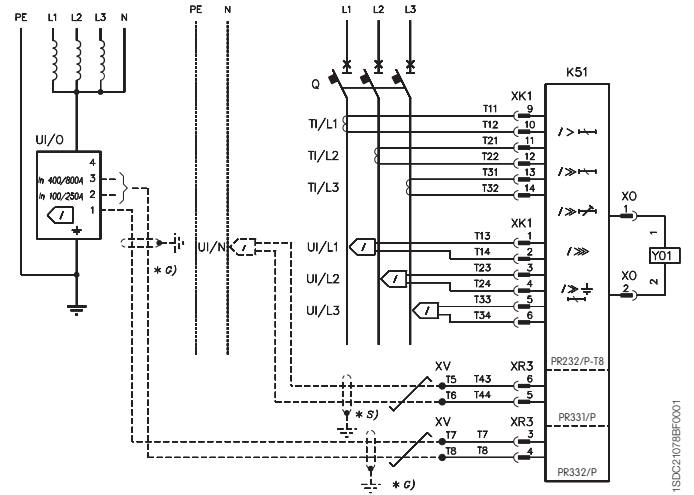 PE L1 L2 L3 N
PE N
L1 L2 L3
K51
Q
XK1
T11 9
TI/L1 T12 10
T21 11
TI/L2 T22 12
T31 13
TI/L3 T32 14
I>
I>>
I>>
I>>>
I>>
UI/O
4
In 400/800A 3
In 100/250A 2
1
I
* G)
UI/N I
XK1
T13 1
UI/L1 I T14 2
T23 3
UI/L2 I T24 4
T33 5
UI/L3 I T34 6
XO
1
1
YO1
2
XO
2
PR232/P-T8
XV XR3
T5 T43 6
T6 T44 5
* S)
PR331/P
XV XR3
T7 T7 3
T8 T8 4
* G)
PR332/P
1SDC21078BF0001